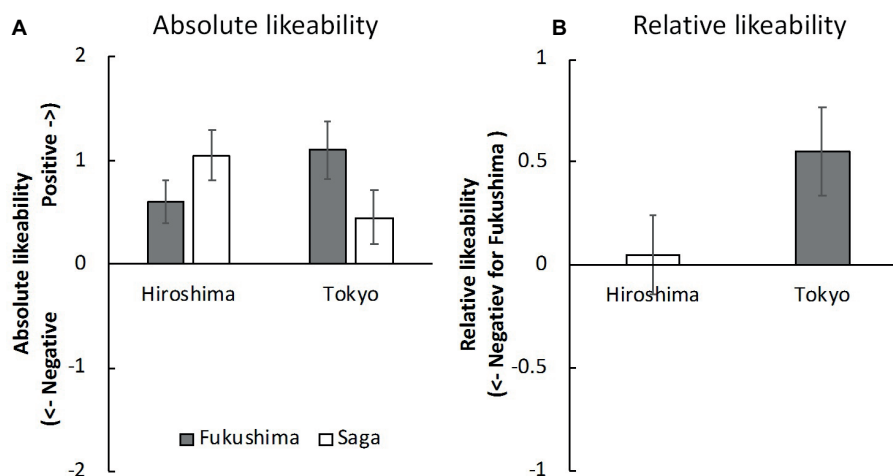 A
Absolute likeability
Absolute likeability
(<- Negative Positive ->)
2
1
0
-1
-2
Hiroshima
Tokyo
Fukushima
Saga
B
Relative likeability
Relative likeability
(<- Negatiev for Fukushima )
1
0.5
0
-0.5
-1
Hiroshima
Tokyo